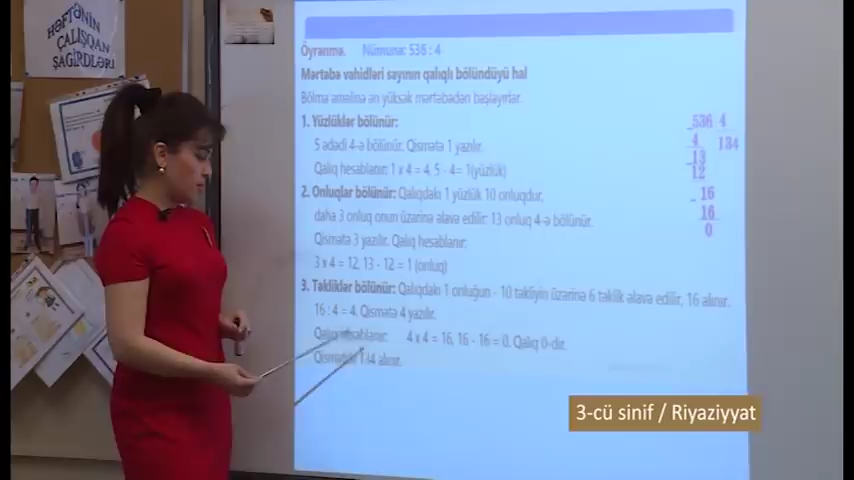 HƏFTƏNİN
ÇALIŞQAN
ŞAGİRDLƏRİ
Öyrənmə. Nümunə: 536 : 4
Mərtəbə vahidləri sayının qalıqlı bölündüyü hal
Bölmə əməlinə ən yüksək mərtəbədən başlayırlar.
1. Yüzlüklər bölünür:
5 ədədi 4-ə bölünür. Qismətə 1 yazılır.
Qalıq hesablanır: 1 x 4 = 4, 5 - 4 = 1(yüzlük)
2. Onluqlar bölünür: Qalıqdakı 1 yüzlük 10 onluqdur,
daha 3 onluq onun üzərinə əlavə edilir: 13 onluq 4-ə bölünür.
Qismətə 3 yazılır. Qalıq hesablanır:
3 x 4 = 12, 13 - 12 = 1 (onluq)
3. Təkliklər bölünür: Qalıqdakı 1 onluğun - 10 təkliyin üzərinə 6 təklik əlavə edilir, 16 alınır.
16 : 4 = 4. Qismətə 4 yazılır.
Qalıq hesablanır: 4 x 4 = 16, 16 - 16 = 0. Qalıq 0-dır.
Qismətdə 134 alınır.
536 4
4 134
13
12
16
16
0
3-cü sinif / Riyaziyyat